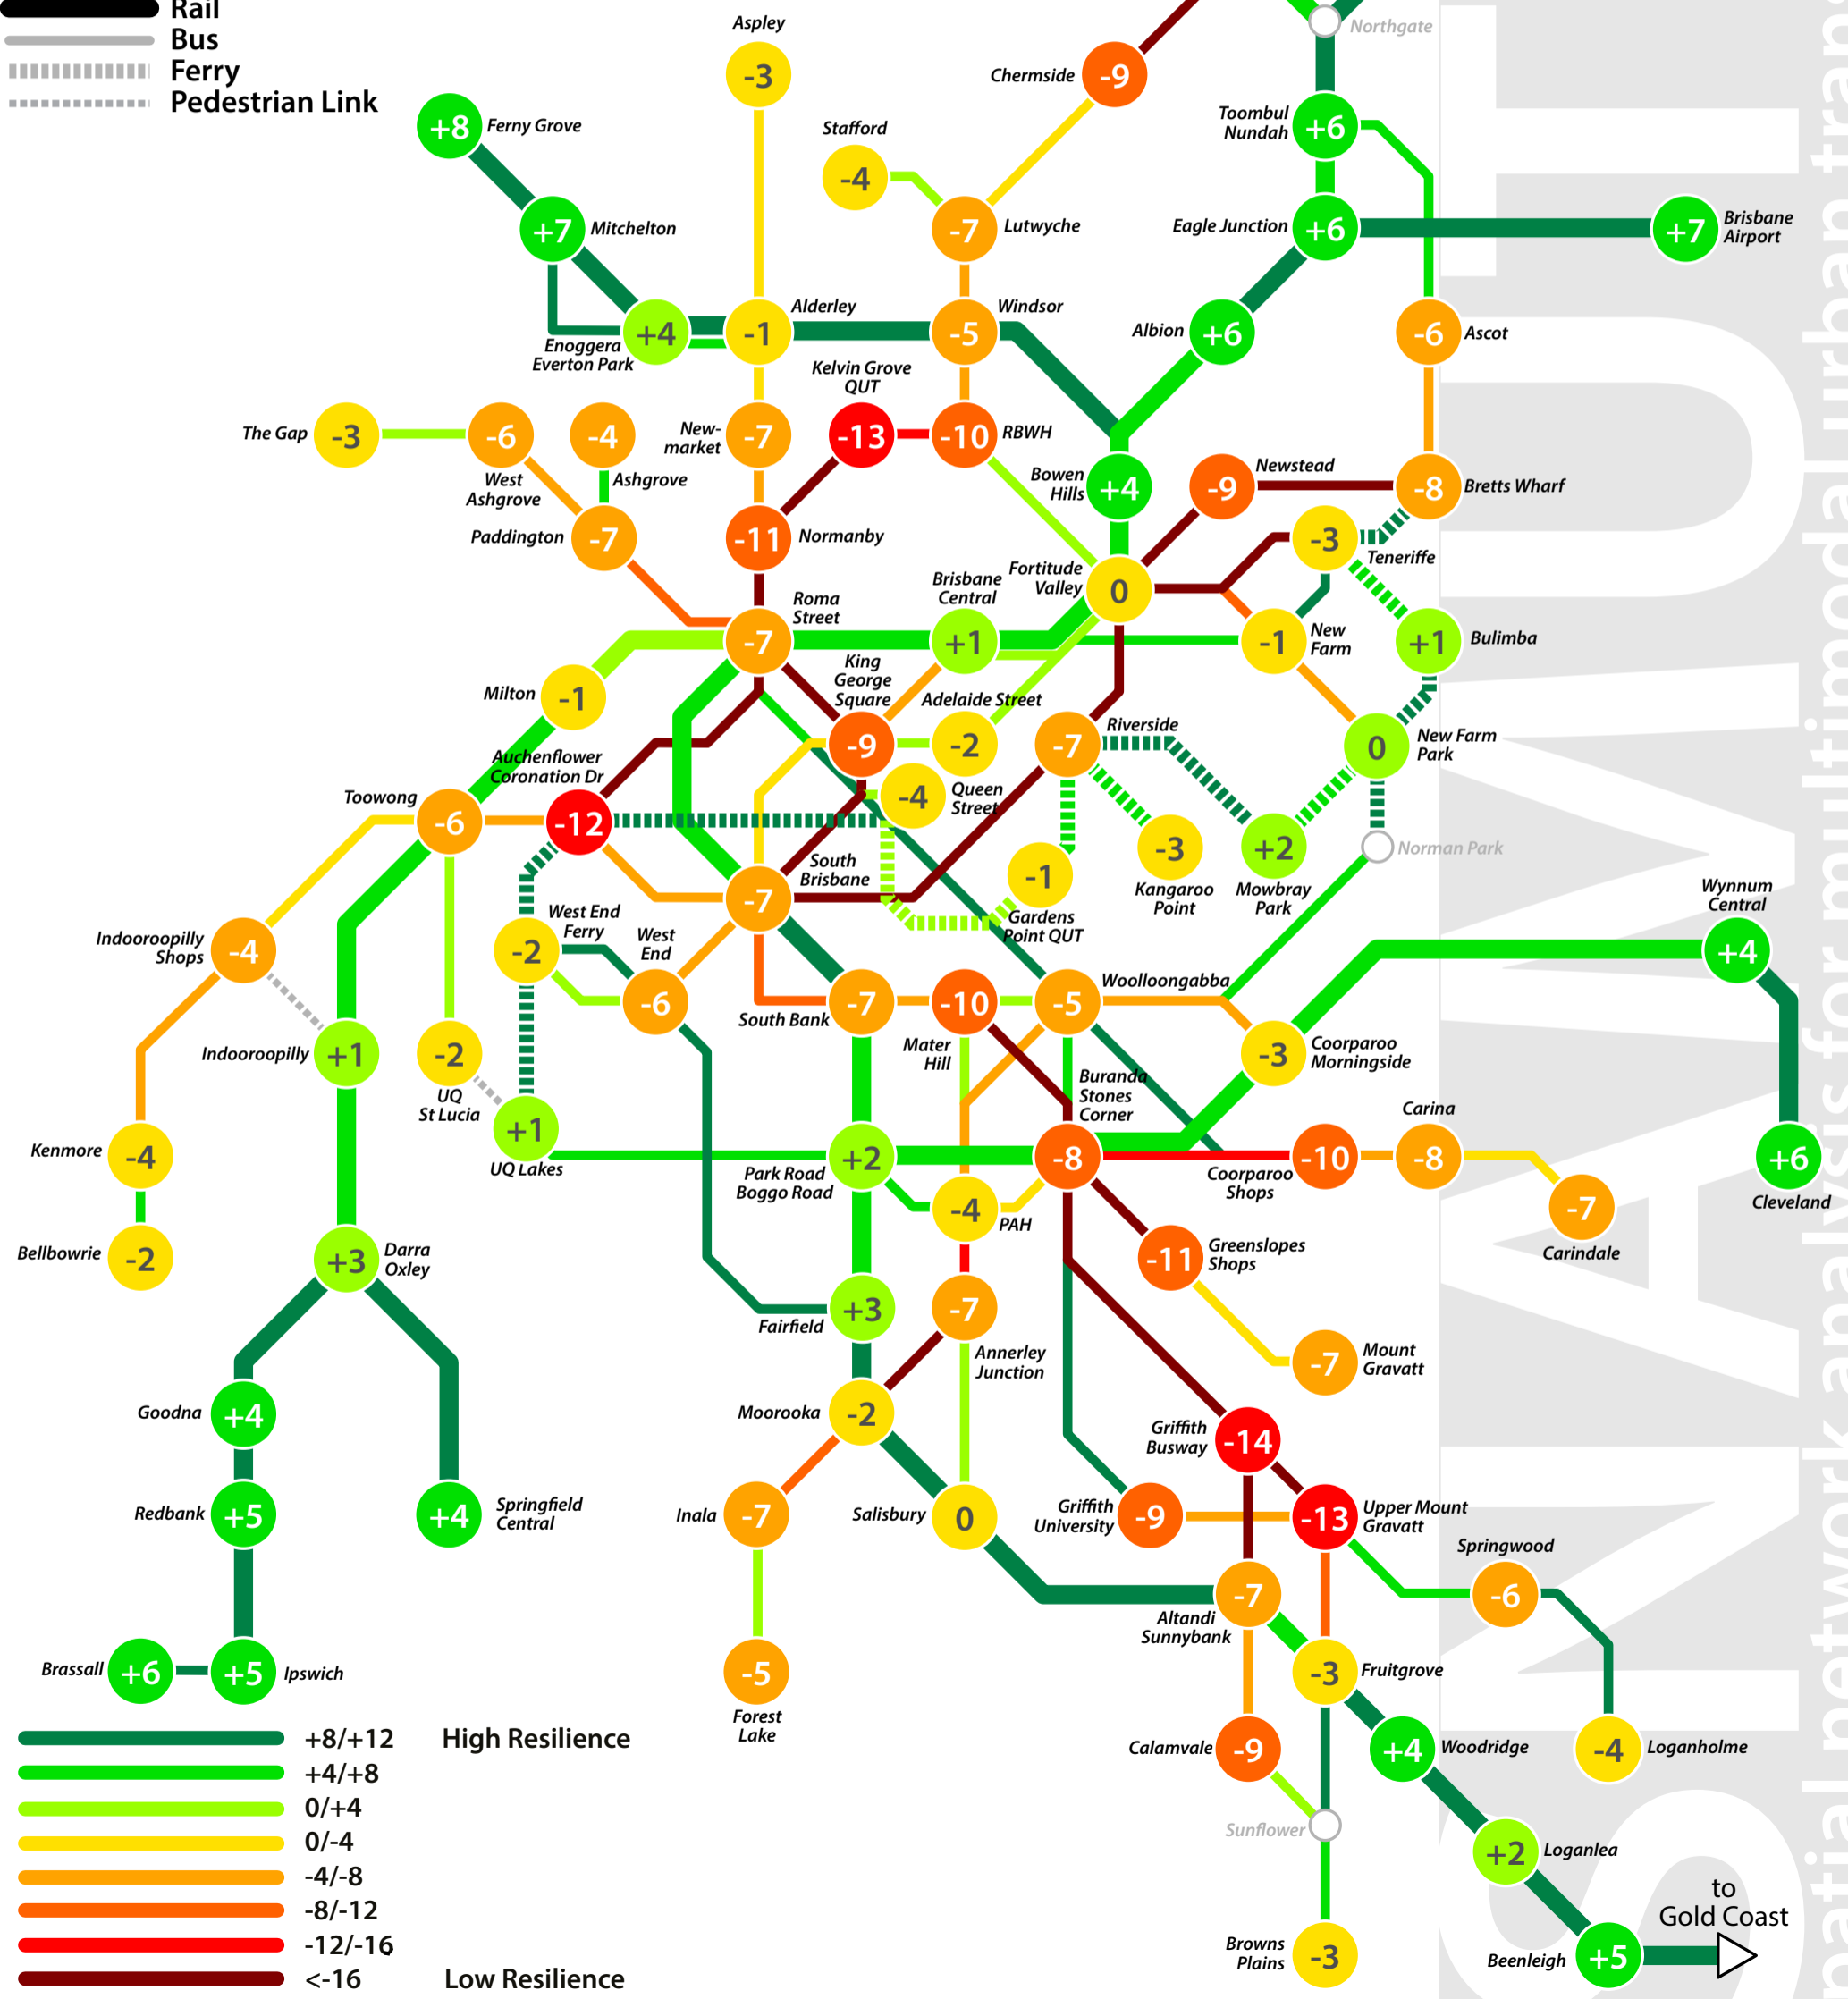 Rail
Bus
Ferry
Pedestrian Link
Northgate
Aspley
-3
Chermside
-9
Ferny Grove
+8
Stafford
-4
Toombul
Nundah
+6
Mitchelton
+7
Lutwyche
-7
Eagle Junction
+6
Brisbane
Airport
+7
Enoggera
Everton Park
+4
Alderley
-1
Windsor
-5
Albion
+6
Ascot
-6
Kelvin Grove
QUT
-13
The Gap
-3
West
Ashgrove
-6
Ashgrove
-4
New-
market
-7
RBWH
-10
Bowen
Hills
+4
Newstead
-9
Bretts Wharf
-8
Paddington
-7
Normanby
-11
Teneriffe
-3
Fortitude
Valley
0
Roma
Street
-7
Brisbane
Central
+1
New
Farm
-1
Bulimba
+1
Milton
-1
King
George
Square
-9
Adelaide Street
-2
Riverside
-7
New Farm
Park
0
Auchenflower
Coronation Dr
-12
Queen
Street
-4
Toowong
-6
Norman Park
Kangaroo
Point
-3
Mowbray
Park
+2
Gardens
Point QUT
-1
South
Brisbane
-7
Wynnum
Central
+4
Indooroopilly
Shops
-4
West End
Ferry
-2
West
End
-6
South Bank
-7
Mater
Hill
-10
Woolloongabba
-5
Indooroopilly
+1
UQ
St Lucia
-2
Coorparoo
Morningside
-3
Buranda
Stones
Corner
-8
UQ Lakes
+1
Kenmore
-4
Park Road
Boggo Road
+2
Coorparoo
Shops
-10
Carina
-8
Cleveland
+6
PAH
-4
Carindale
-7
Bellbowrie
-2
Darra
Oxley
+3
Greenslopes
Shops
-11
Fairfield
+3
Annerley
Junction
-7
Mount
Gravatt
-7
Goodna
+4
Moorooka
-2
Griffith
Busway
-14
Redbank
+5
Springfield
Central
+4
Inala
-7
Salisbury
0
Griffith
University
-9
Upper Mount
Gravatt
-13
Altandi
Sunnybank
-7
Springwood
-6
Brassall
+6
Ipswich
+5
Forest
Lake
-5
Fruitgrove
-3
Calamvale
-9
Woodridge
+4
Loganholme
-4
Sunflower
Loganlea
+2
Browns
Plains
-3
Beenleigh
+5
to
Gold Coast
+8/+12
High Resilience
+4/+8
0/+4
0/-4
-4/-8
-8/-12
-12/-16
<-16
Low Resilience
SNAMUT
spatial network analysis for multimodal urban tran